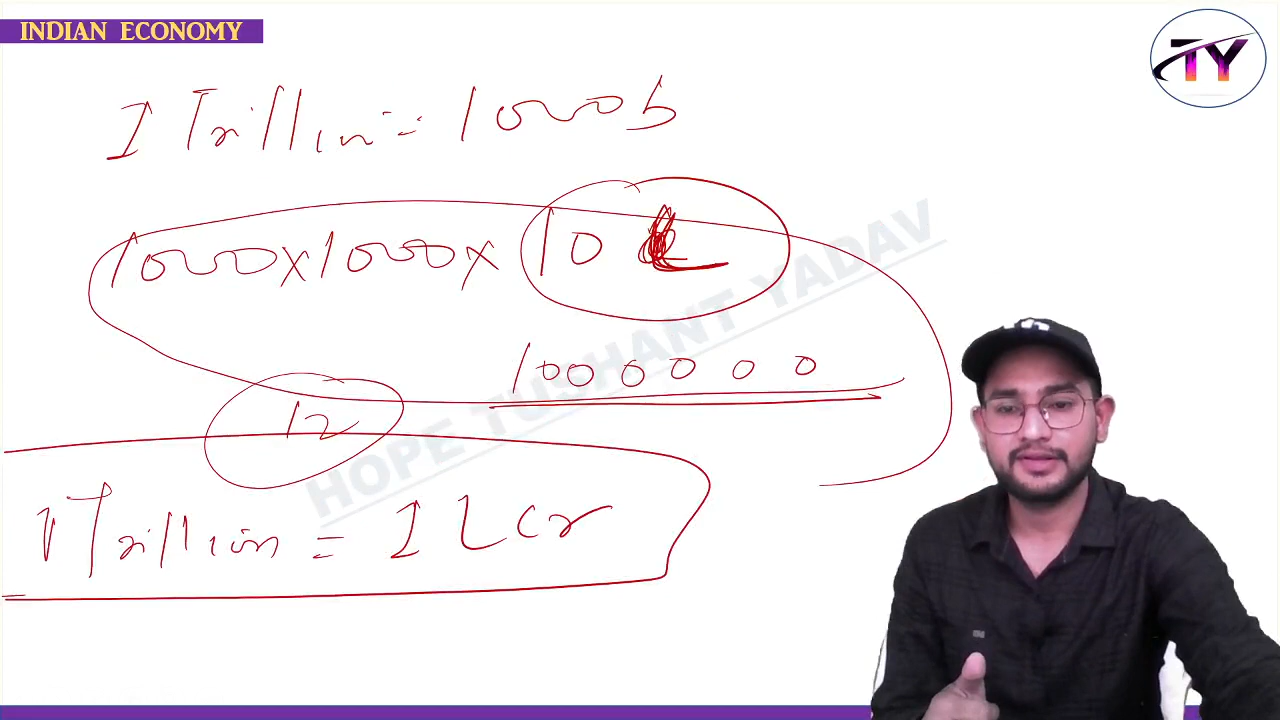 INDIAN ECONOMY
TY
1 Trillion = 1000 b
1000 x 1000 x 10 L
1000000
12
1 Trillion = 1 L Cr
HOPE TUSHANT YADAV